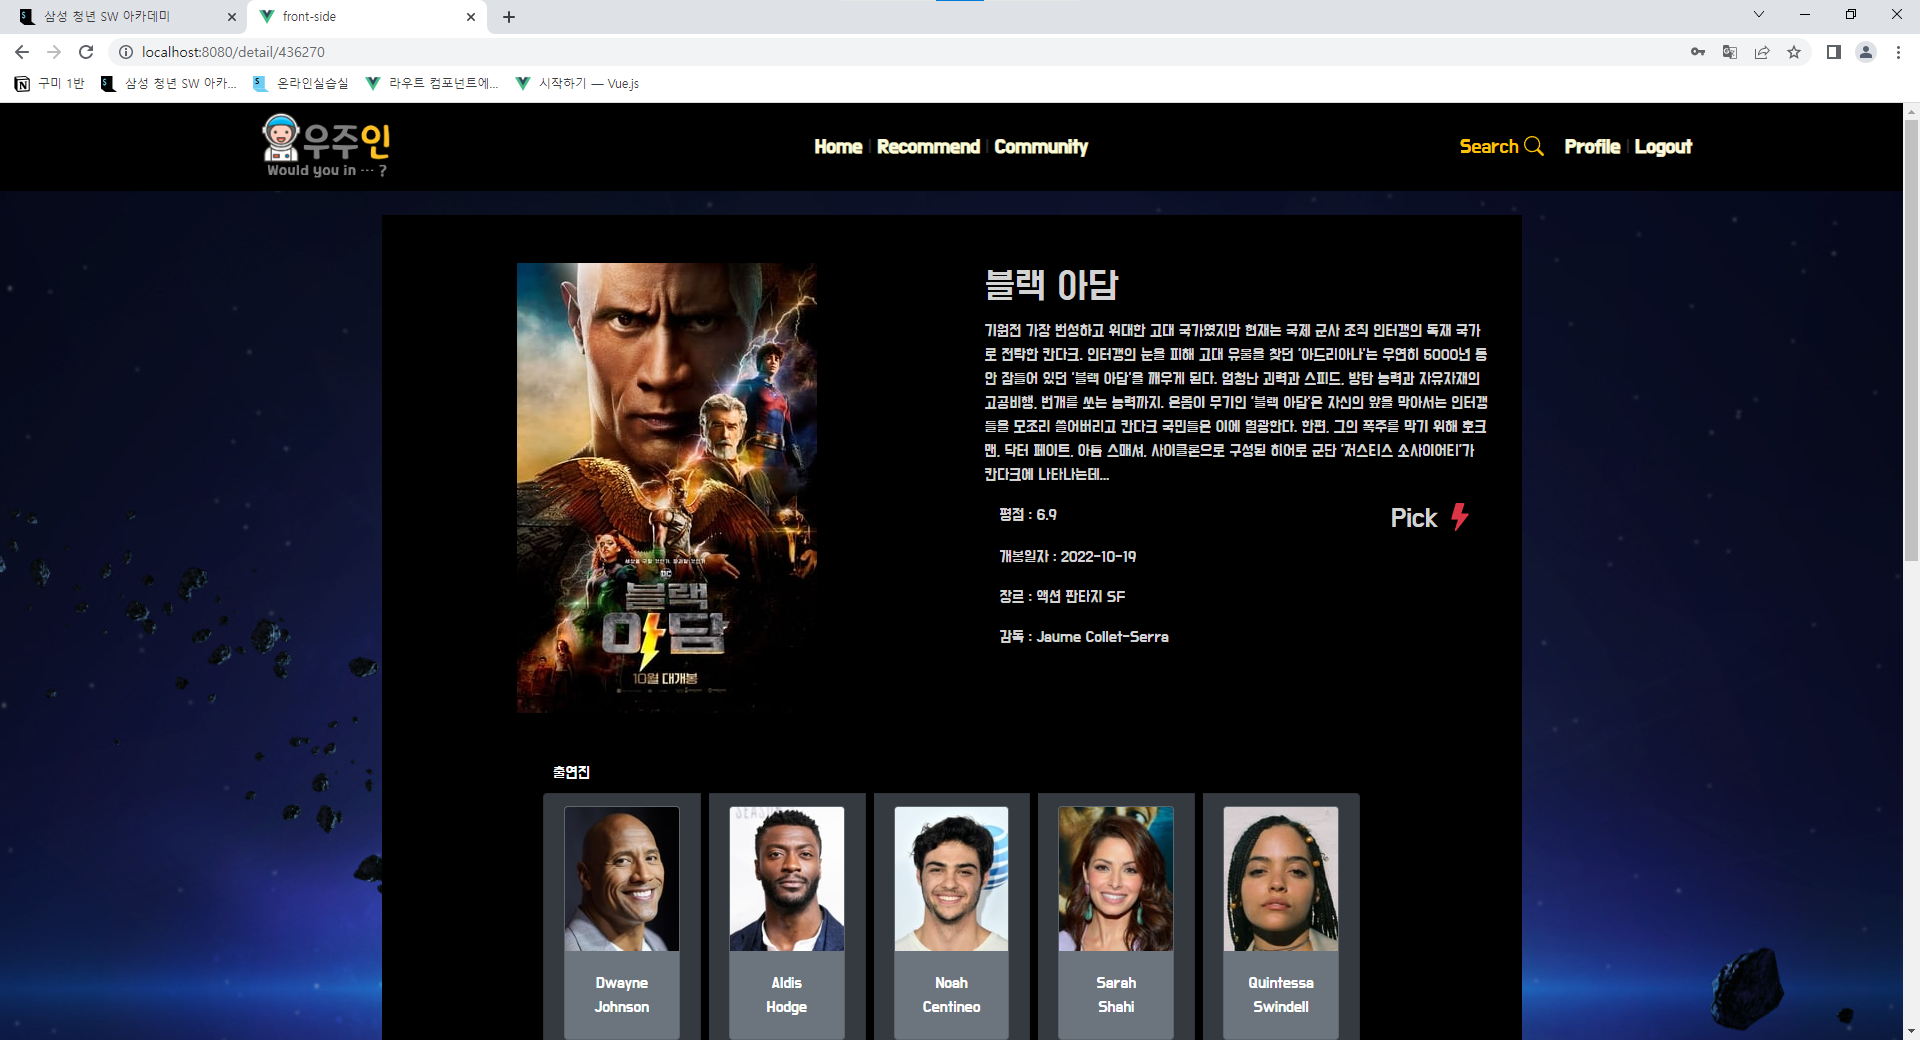 삼성 청년 SW 아카데미
front-side
localhost:8080/detail/436270
구미 1반
삼성 청년 SW 아카...
온라인실습실
라우트 컴포넌트에...
시작하기 — Vue.js
우주인
Would you in ... ?
Home | Recommend | Community
Search
Profile | Logout
블랙 아담
기원전 가장 번성하고 위대한 고대 국가였지만 현재는 국제 군사 조직 인터갱의 독재 국가
로 전락한 칸다크. 인터갱의 눈을 피해 고대 유물을 찾던 '아드리아나'는 우연히 5000년 동
안 잠들어 있던 '블랙 아담'을 깨우게 된다. 엄청난 괴력과 스피드, 방탄 능력과 자유자재의
고공비행, 번개를 쏘는 능력까지. 온몸이 무기인 '블랙 아담'은 자신의 앞을 막아서는 인터갱
들을 모조리 쓸어버리고 칸다크 국민들은 이에 열광한다. 한편, 그의 폭주를 막기 위해 호크
맨, 닥터 페이트, 아톰 스매셔, 사이클론으로 구성된 히어로 군단 '저스티스 소사이어티'가
칸다크에 나타나는데...
평점 : 6.9
Pick
개봉일자 : 2022-10-19
장르 : 액션 판타지 SF
감독 : Jaume Collet-Serra
DC
블랙
아담
10월 대개봉
출연진
Dwayne
Johnson
Aldis
Hodge
Noah
Centineo
Sarah
Shahi
Quintessa
Swindell